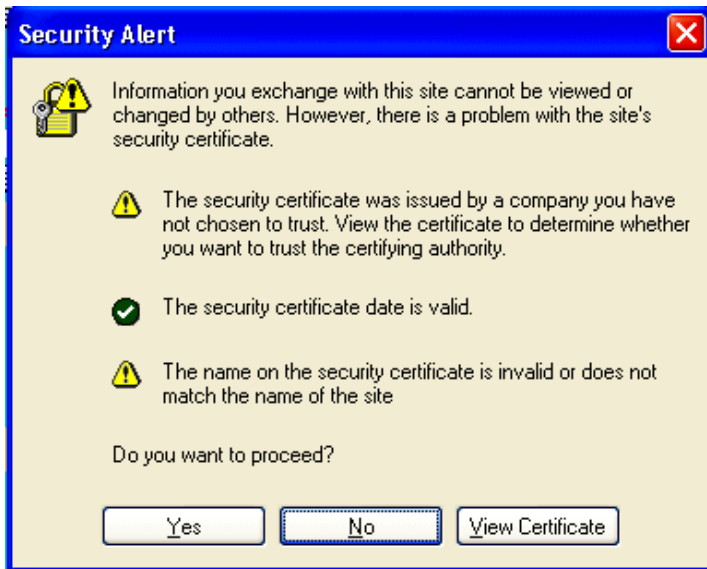 Security Alert
Information you exchange with this site cannot be viewed or
changed by others. However, there is a problem with the site's
security certificate.
The security certificate was issued by a company you have
not chosen to trust. View the certificate to determine whether
you want to trust the certifying authority.
The security certificate date is valid.
The name on the security certificate is invalid or does not
match the name of the site
Do you want to proceed?
Yes
No
View Certificate